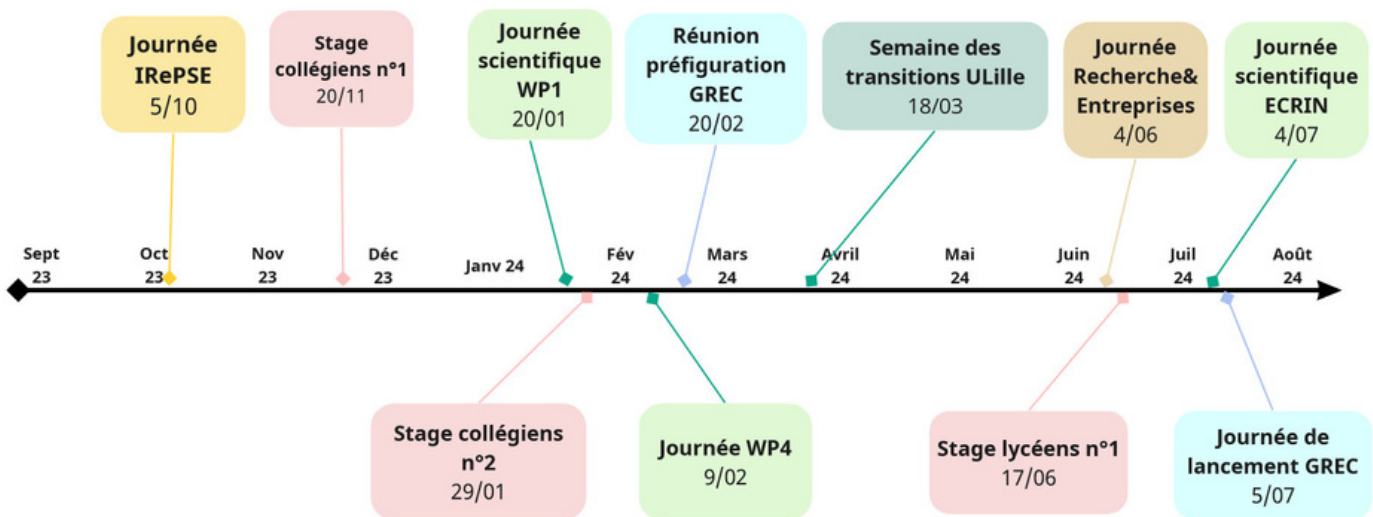 Journée
IRePSE
5/10
Stage
collégiens n°1
20/11
Journée
scientifique
WP1
20/01
Réunion
préfiguration
GREC
20/02
Semaine des
transitions ULille
18/03
Journée
Recherche&
Entreprises
4/06
Journée
scientifique
ECRIN
4/07
Sept
23
Oct
23
Nov
23
Déc
23
Janv 24
Fév
24
Mars
24
Avril
24
Mai
24
Juin
24
Juil
24
Août
24
Stage collégiens
n°2
29/01
Journée WP4
9/02
Stage lycéens n°1
17/06
Journée de
lancement GREC
5/07